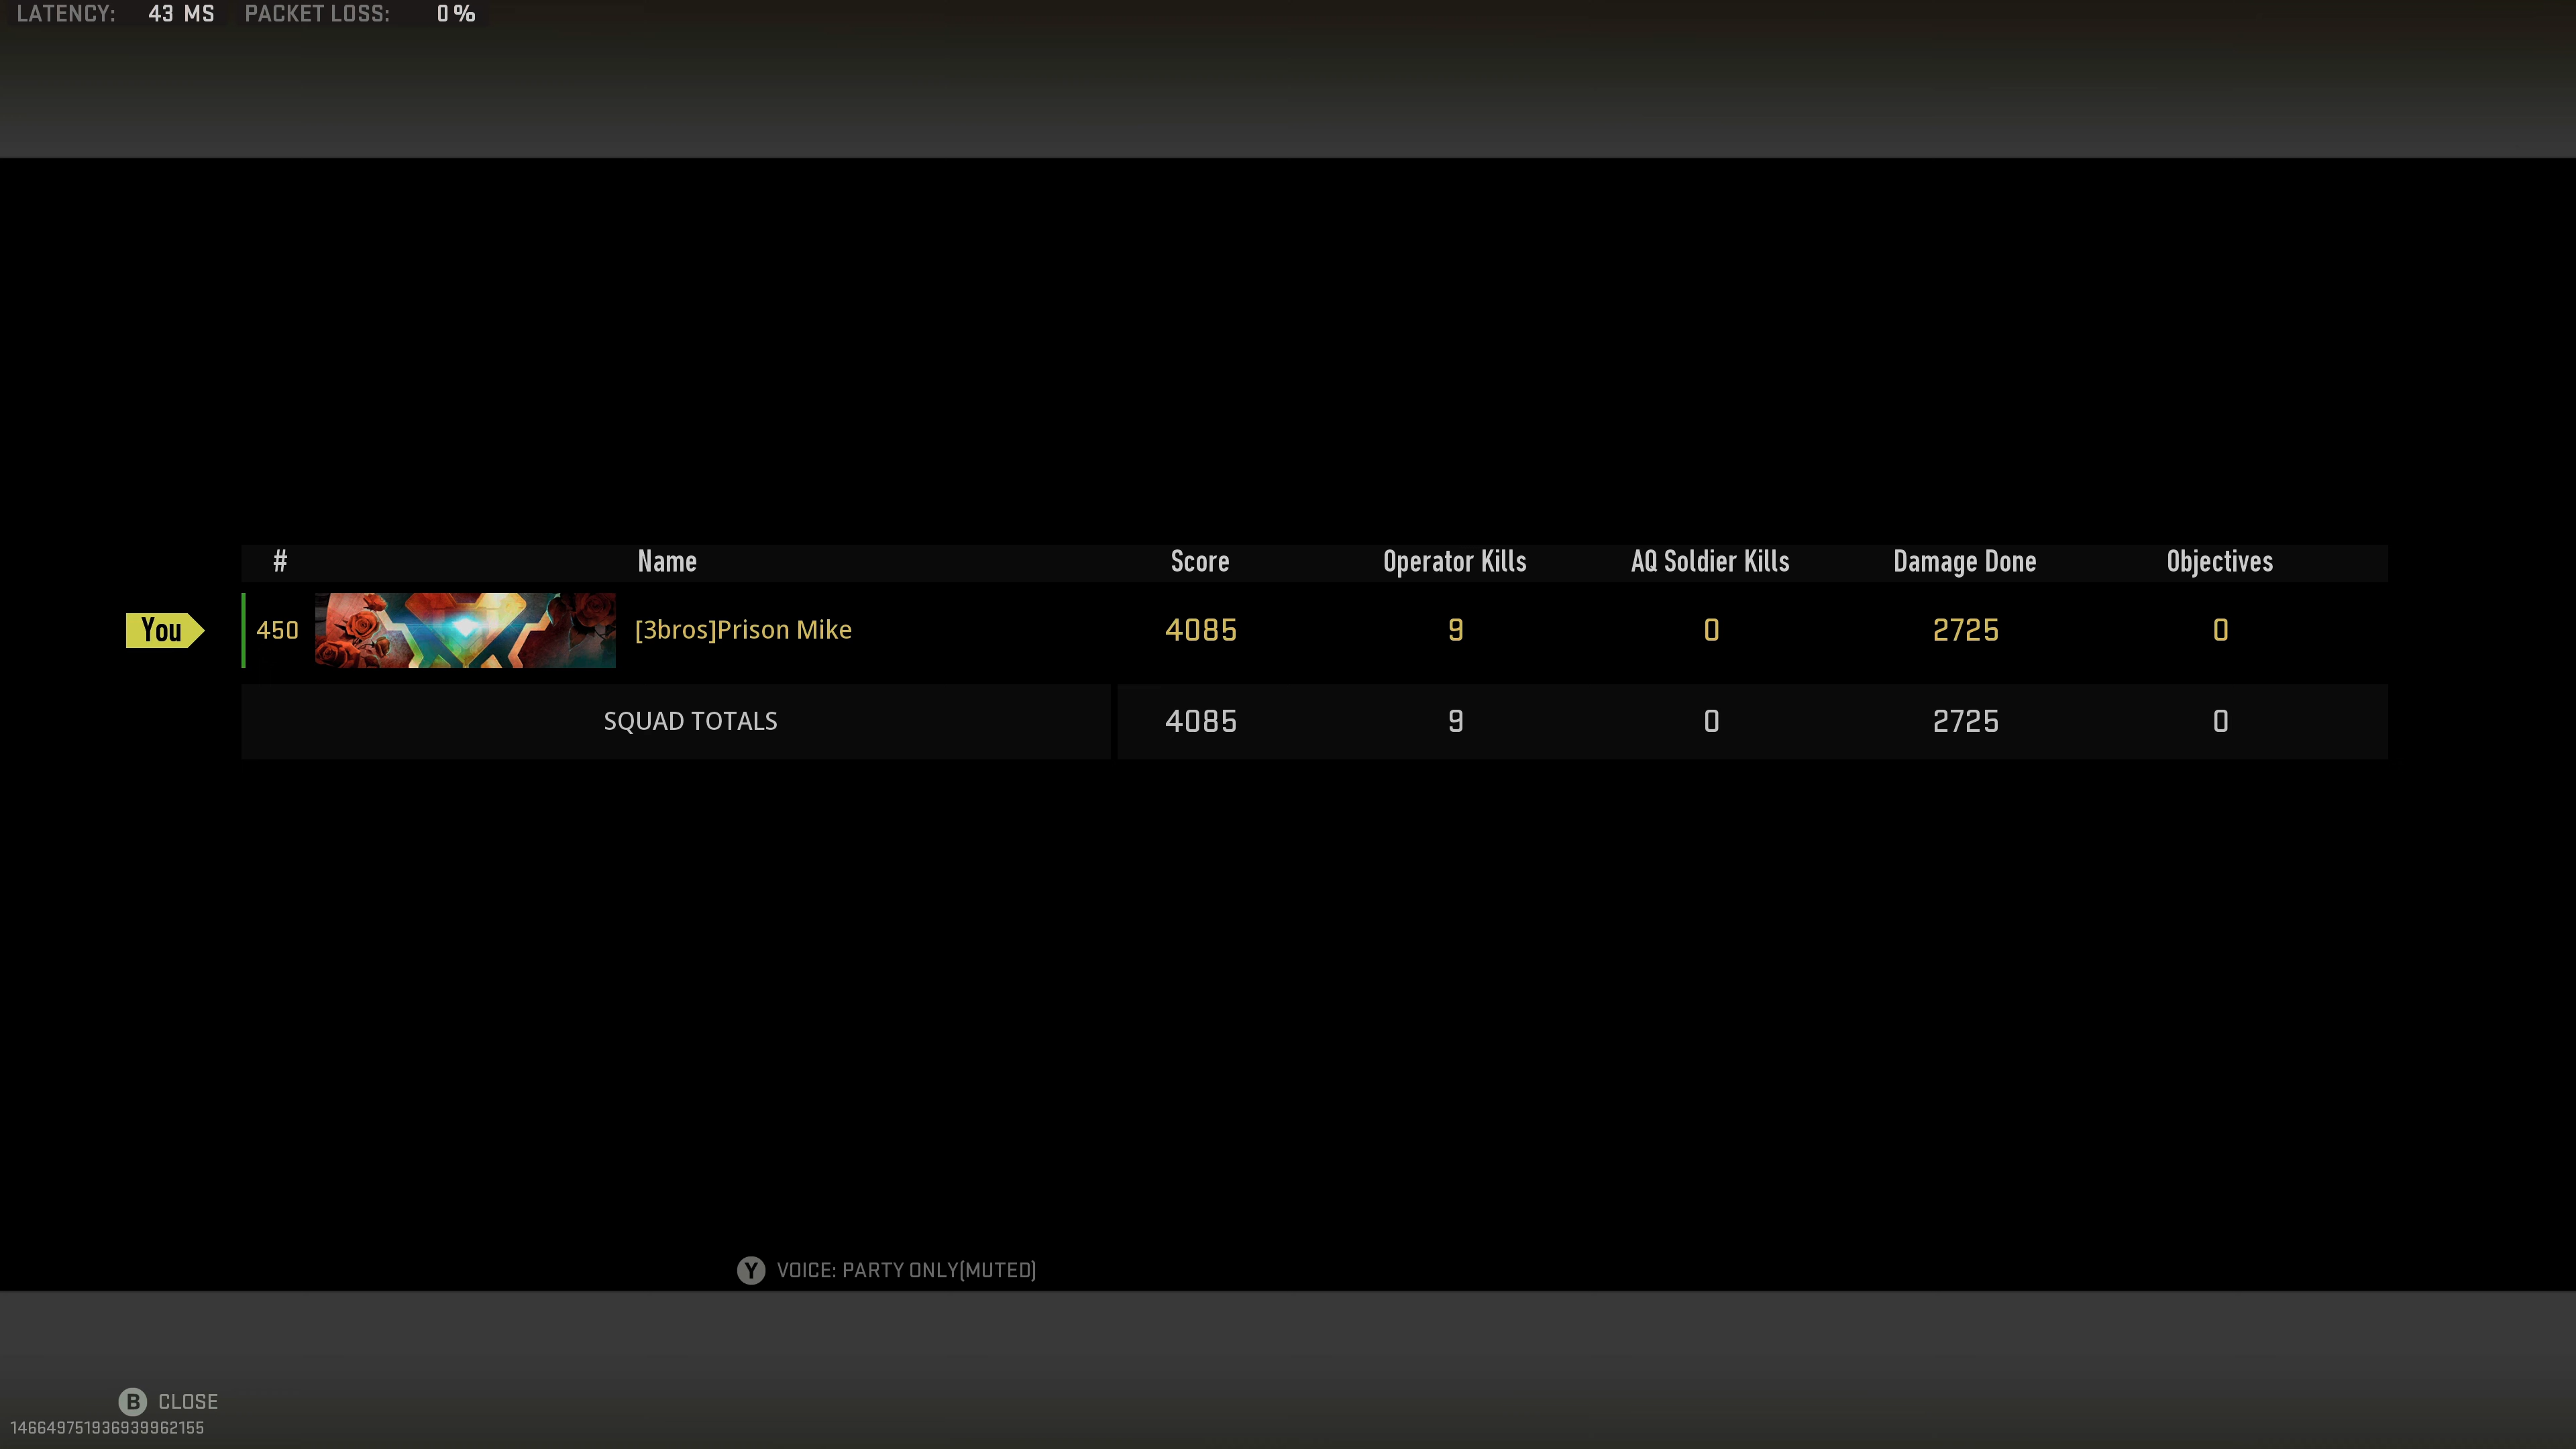 LATENCY: 43 MS PACKET LOSS: 0%
# Name Score Operator Kills AQ Soldier Kills Damage Done Objectives
You 450 [3bros]Prison Mike 4085 9 0 2725 0
SQUAD TOTALS 4085 9 0 2725 0
Y VOICE: PARTY ONLY(MUTED)
B CLOSE
146649751936939962155